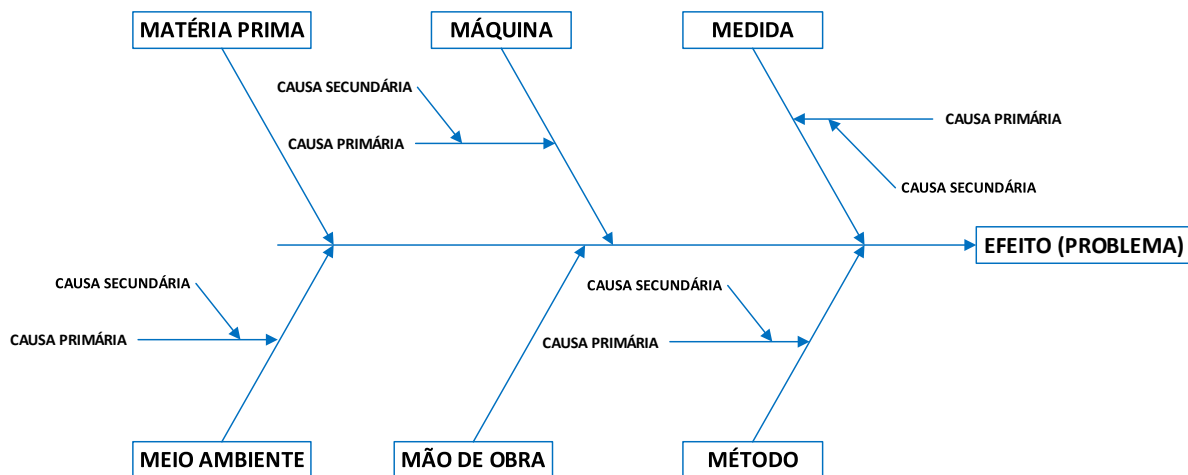 MATÉRIA PRIMA
MÁQUINA
MEDIDA
CAUSA SECUNDÁRIA
CAUSA PRIMÁRIA
CAUSA PRIMÁRIA
CAUSA SECUNDÁRIA
EFEITO (PROBLEMA)
CAUSA SECUNDÁRIA
CAUSA PRIMÁRIA
CAUSA SECUNDÁRIA
CAUSA PRIMÁRIA
MEIO AMBIENTE
MÃO DE OBRA
MÉTODO